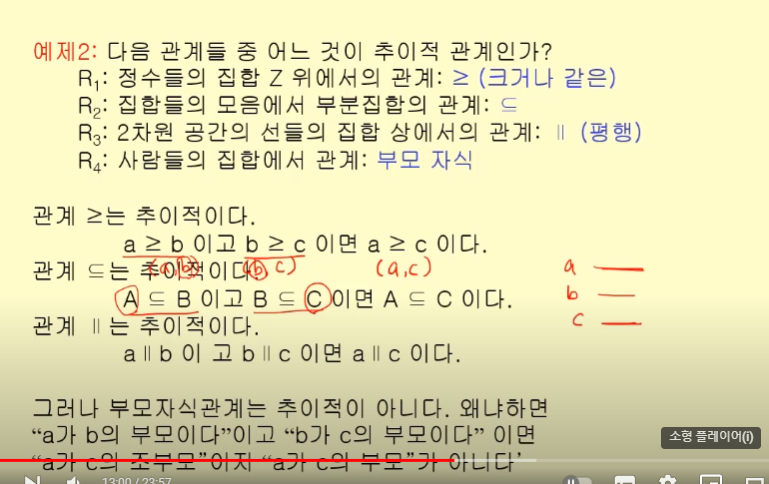 예제2: 다음 관계들 중 어느 것이 추이적 관계인가?
R₁: 정수들의 집합 Z 위에서의 관계: ≥ (크거나 같은)
R₂: 집합들의 모음에서 부분집합의 관계: ⊆
R₃: 2차원 공간의 선들의 집합 상에서의 관계: ∥ (평행)
R₄: 사람들의 집합에서 관계: 부모 자식
관계 ≥는 추이적이다.
a ≥ b 이고 b ≥ c 이면 a ≥ c 이다.
(a,b) (b c) (a,c)
관계 ⊆는 추이적이다.
A ⊆ B 이고 B ⊆ C 이면 A ⊆ C 이다.
a
b
c
관계 ∥는 추이적이다.
a∥b 이 고 b∥c 이면 a∥c 이다.
그러나 부모자식관계는 추이적이 아니다. 왜냐하면
“a가 b의 부모이다”이고 “b가 c의 부모이다” 이면
“a가 c의 조부모”이지 “a가 c의 부모”가 아니다’
소형 플레이어(i)
13:00 / 23:57